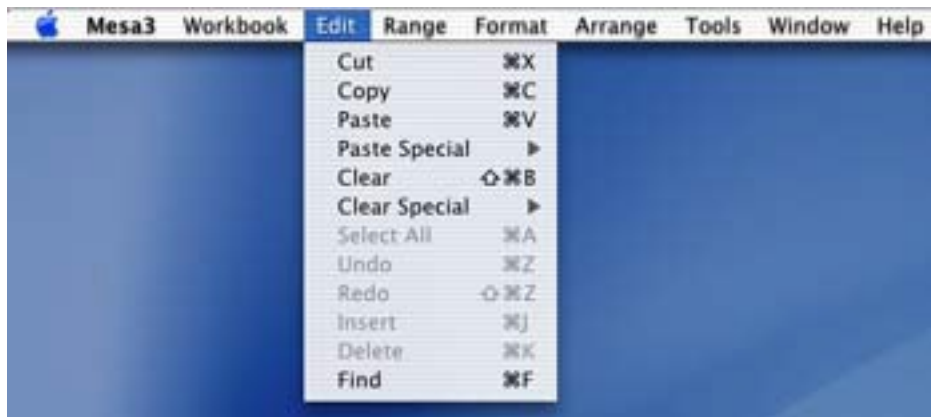 Mesa3 Workbook Edit Range Format Arrange Tools Window Help
Cut ⌘X
Copy ⌘C
Paste ⌘V
Paste Special ▶
Clear ⇧⌘B
Clear Special ▶
Select All ⌘A
Undo ⌘Z
Redo ⇧⌘Z
Insert ⌘J
Delete ⌘K
Find ⌘F